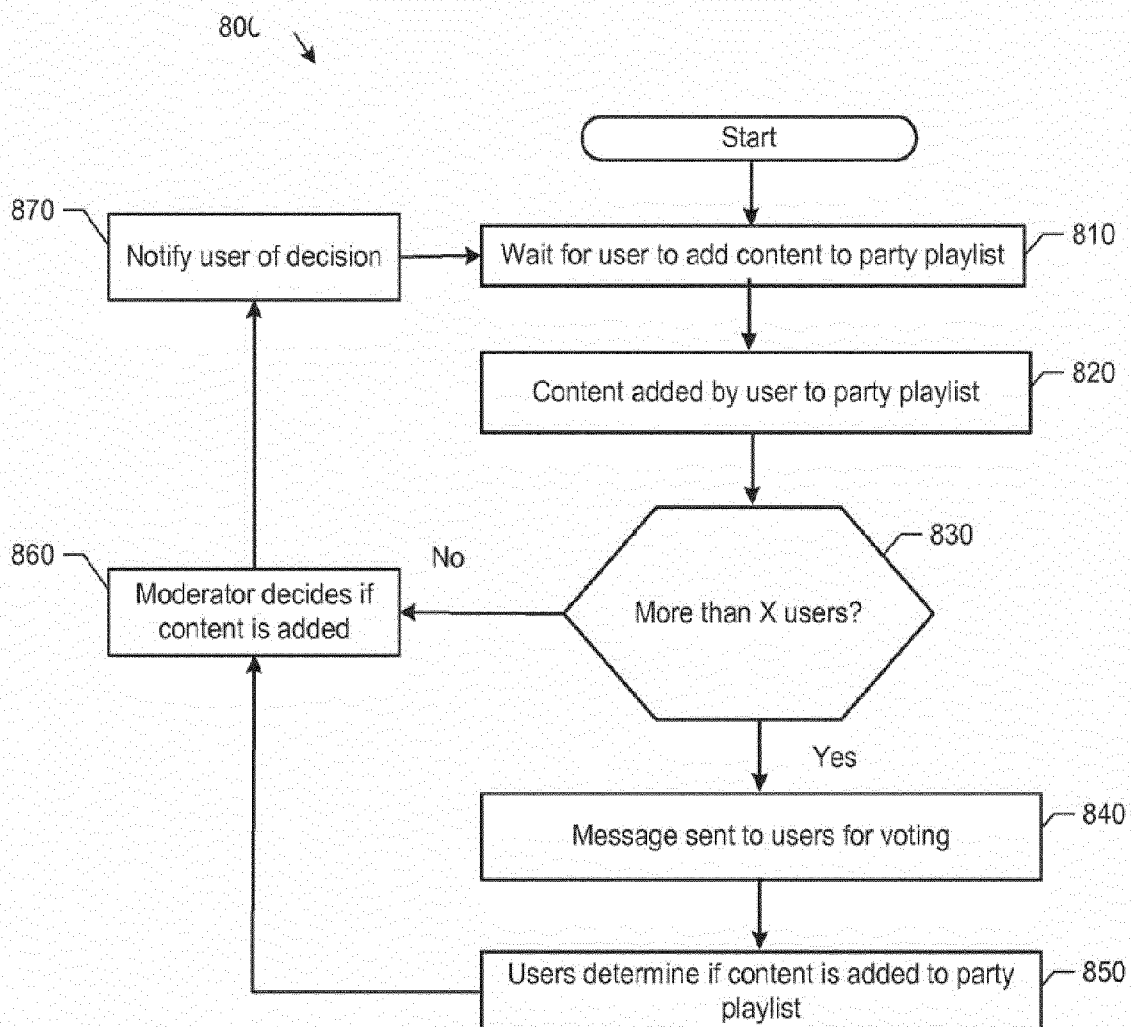 800
Start
870
Notify user of decision
Wait for user to add content to party playlist
810
Content added by user to party playlist
820
830
860
No
Moderator decides if
content is added
More than X users?
Yes
Message sent to users for voting
840
Users determine if content is added to party
playlist
850